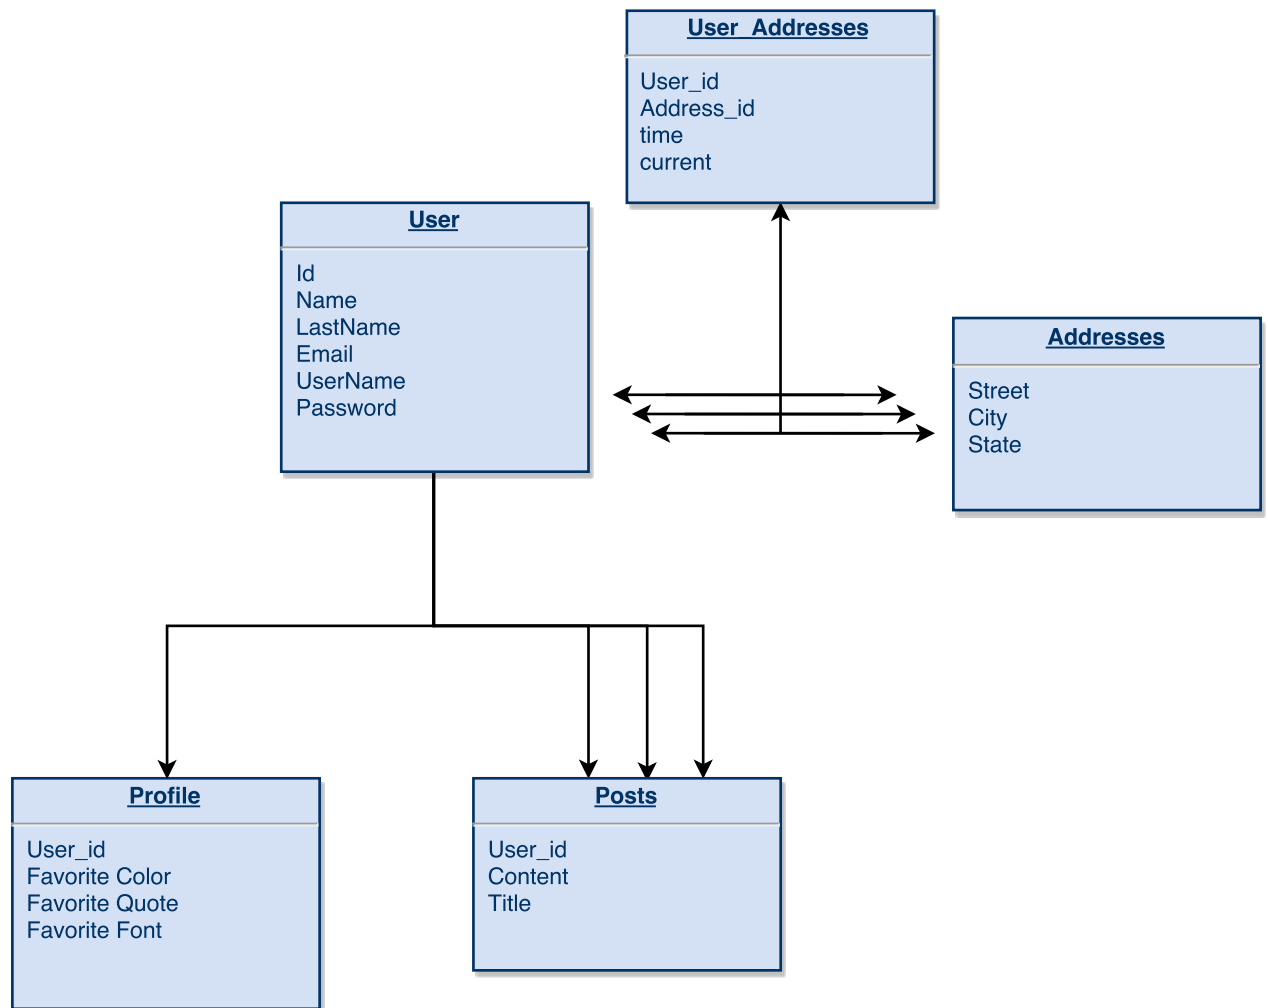 User_Addresses
User_id
Address_id
time
current
User
Id
Name
LastName
Email
UserName
Password
Addresses
Street
City
State
Profile
User_id
Favorite Color
Favorite Quote
Favorite Font
Posts
User_id
Content
Title